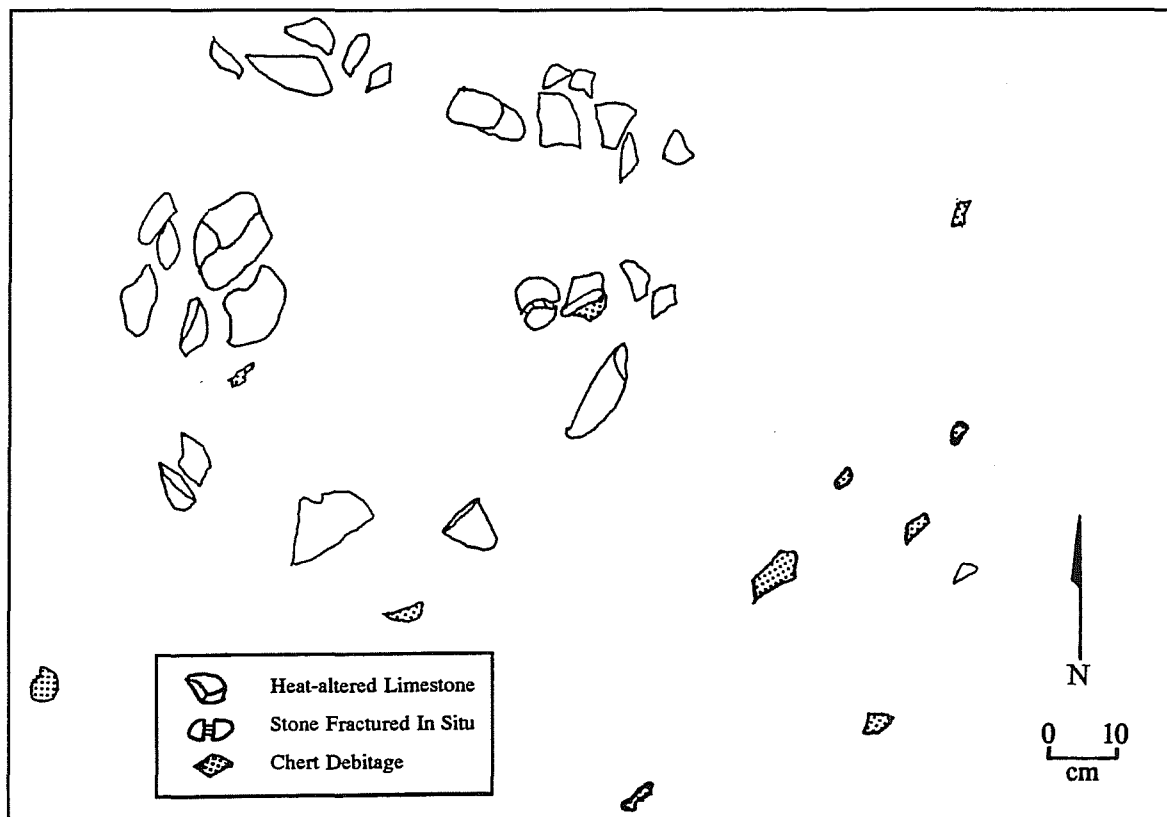 Heat-altered Limestone
Stone Fractured In Situ
Chert Debitage
N
0 10
cm